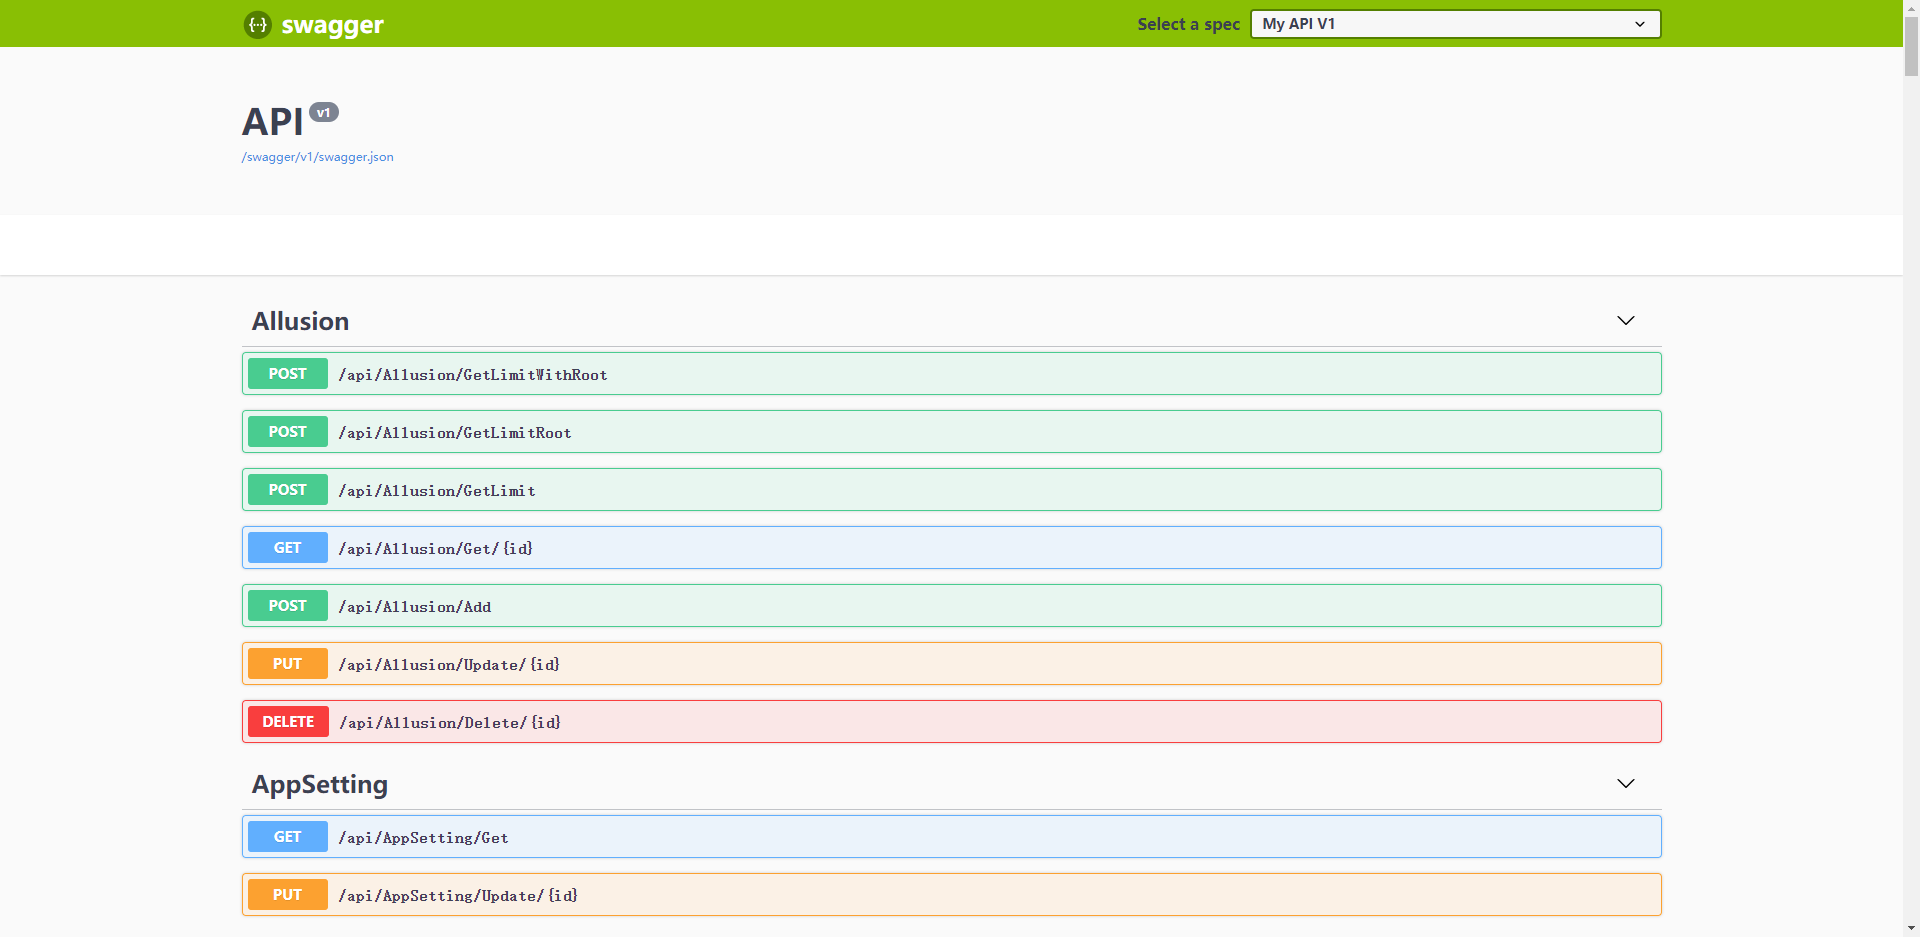 swagger
Select a spec My API V1
API v1
/swagger/v1/swagger.json
Allusion
POST /api/Allusion/GetLimitWithRoot
POST /api/Allusion/GetLimitRoot
POST /api/Allusion/GetLimit
GET /api/Allusion/Get/{id}
POST /api/Allusion/Add
PUT /api/Allusion/Update/{id}
DELETE /api/Allusion/Delete/{id}
AppSetting
GET /api/AppSetting/Get
PUT /api/AppSetting/Update/{id}